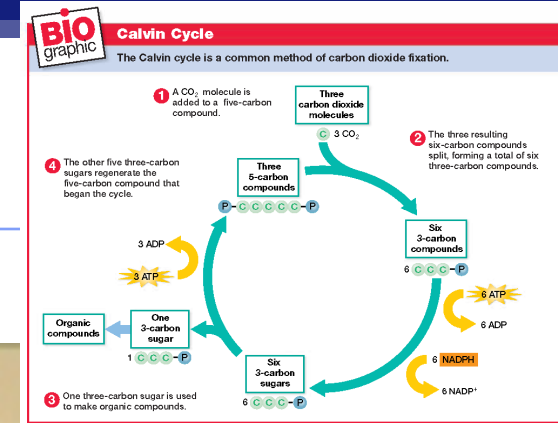 BIO
graphic
Calvin Cycle
The Calvin cycle is a common method of carbon dioxide fixation.
1 A CO₂ molecule is
added to a five-carbon
compound.
Three
carbon dioxide
molecules
C 3 CO₂
2 The three resulting
six-carbon compounds
split, forming a total of six
three-carbon compounds.
4 The other five three-carbon
sugars regenerate the
five-carbon compound that
began the cycle.
Three
5-carbon
compounds
P-C C C C C-P
Six
3-carbon
compounds
6 C C C-P
3 ADP
3 ATP
6 ATP
6 ADP
Organic
compounds
One
3-carbon
sugar
1 C C C-P
6 NADPH
6 NADP⁺
Six
3-carbon
sugars
6 C C C-P
3 One three-carbon sugar is used
to make organic compounds.